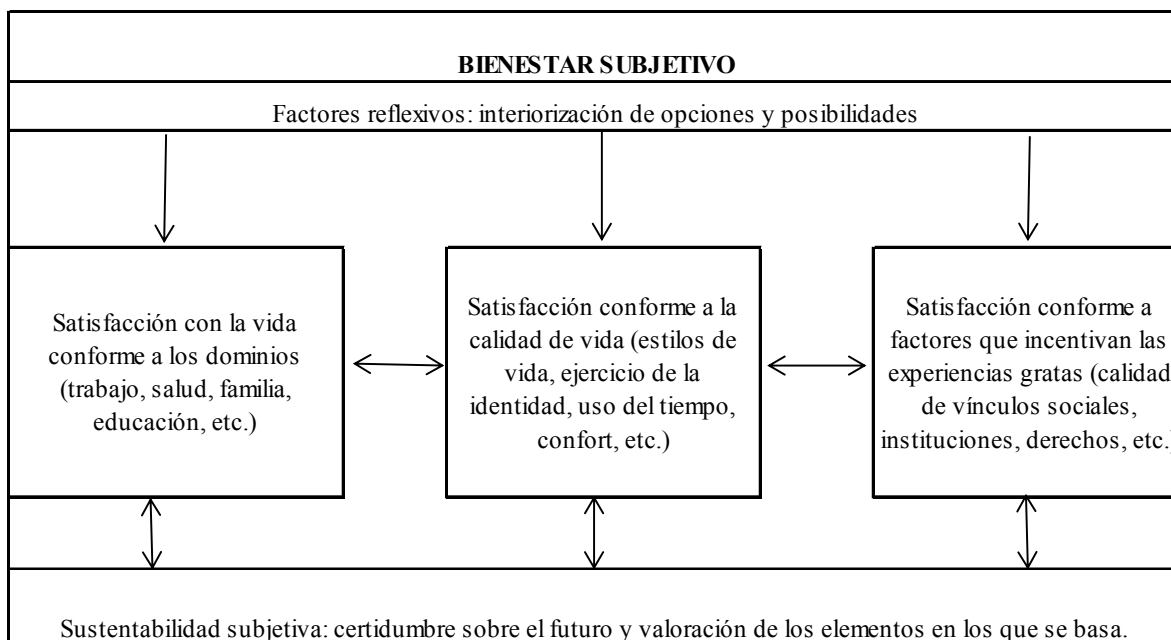 BIENESTAR SUBJETIVO
Factores reflexivos: interiorización de opciones y posibilidades
Satisfacción con la vida
conforme a los dominios
(trabajo, salud, familia,
educación, etc.)
Satisfacción conforme a la
calidad de vida (estilos de
vida, ejercicio de la
identidad, uso del tiempo,
confort, etc.)
Satisfacción conforme a
factores que incentivan las
experiencias gratas (calidad
de vínculos sociales,
instituciones, derechos, etc.)
Sustentabilidad subjetiva: certidumbre sobre el futuro y valoración de los elementos en los que se basa.